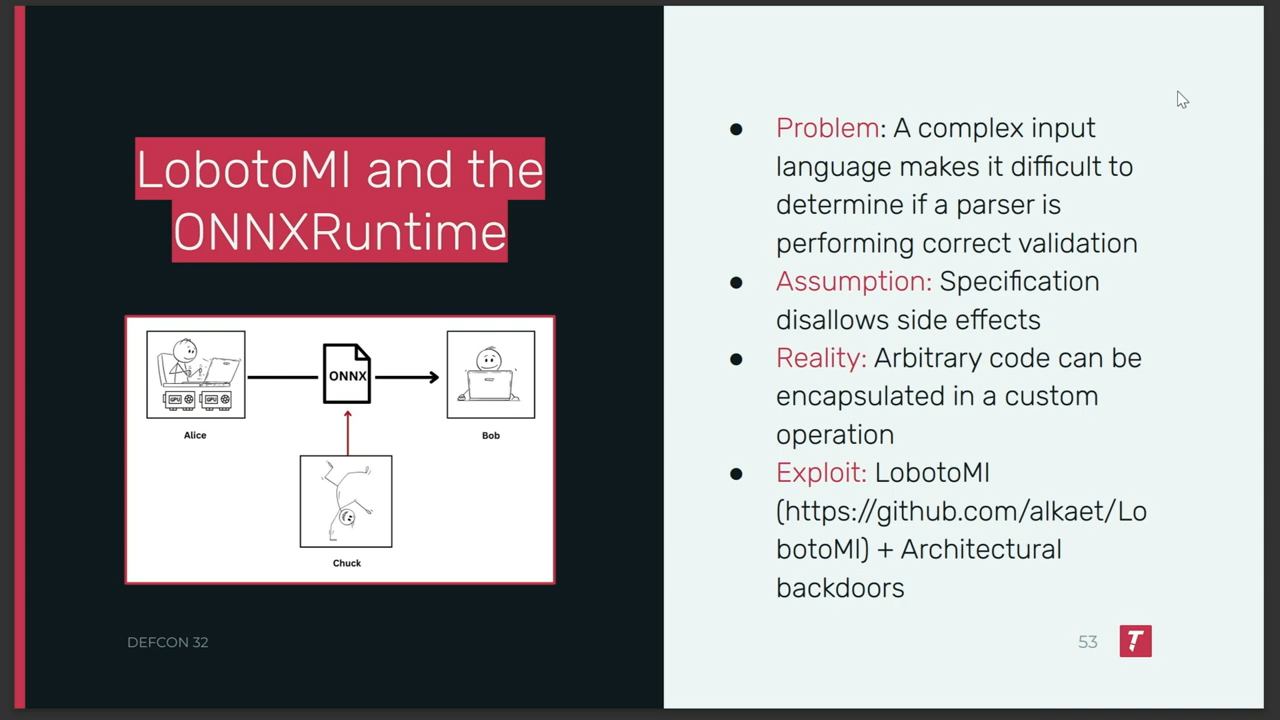 LobotoMI and the
ONNXRuntime
ONNX
GPU
GPU
Alice
Bob
Chuck
DEFCON 32
● Problem: A complex input
language makes it difficult to
determine if a parser is
performing correct validation
● Assumption: Specification
disallows side effects
● Reality: Arbitrary code can be
encapsulated in a custom
operation
● Exploit: LobotoMI
(https://github.com/alkaet/Lo
botoMI) + Architectural
backdoors
53
T